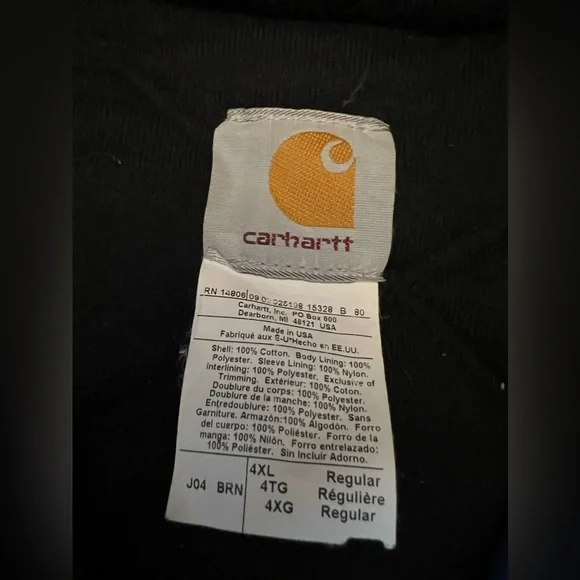 carhartt
RN 14806 09 02025198 15328 B 80
Carhartt, Inc. PO Box 600
Dearborn, MI 48121 USA
Made in USA
Fabriqué aux E-U*Hecho en EE.UU.
Shell: 100% Cotton. Body Lining: 100%
Polyester. Sleeve Lining: 100% Nylon.
Interlining: 100% Polyester. Exclusive of
Trimming. Extérieur: 100% Coton.
Doublure du corps: 100% Polyester.
Doublure de la manche: 100% Nylon.
Entredoublure: 100% Polyester. Sans
Garniture. Armazón:100% Algodón. Forro
del cuerpo: 100% Poliéster. Forro de la
manga: 100% Nilón. Forro entrelazado:
100% Poliéster. Sin Incluir Adorno.
J04 BRN
4XL Regular
4TG Régulière
4XG Regular